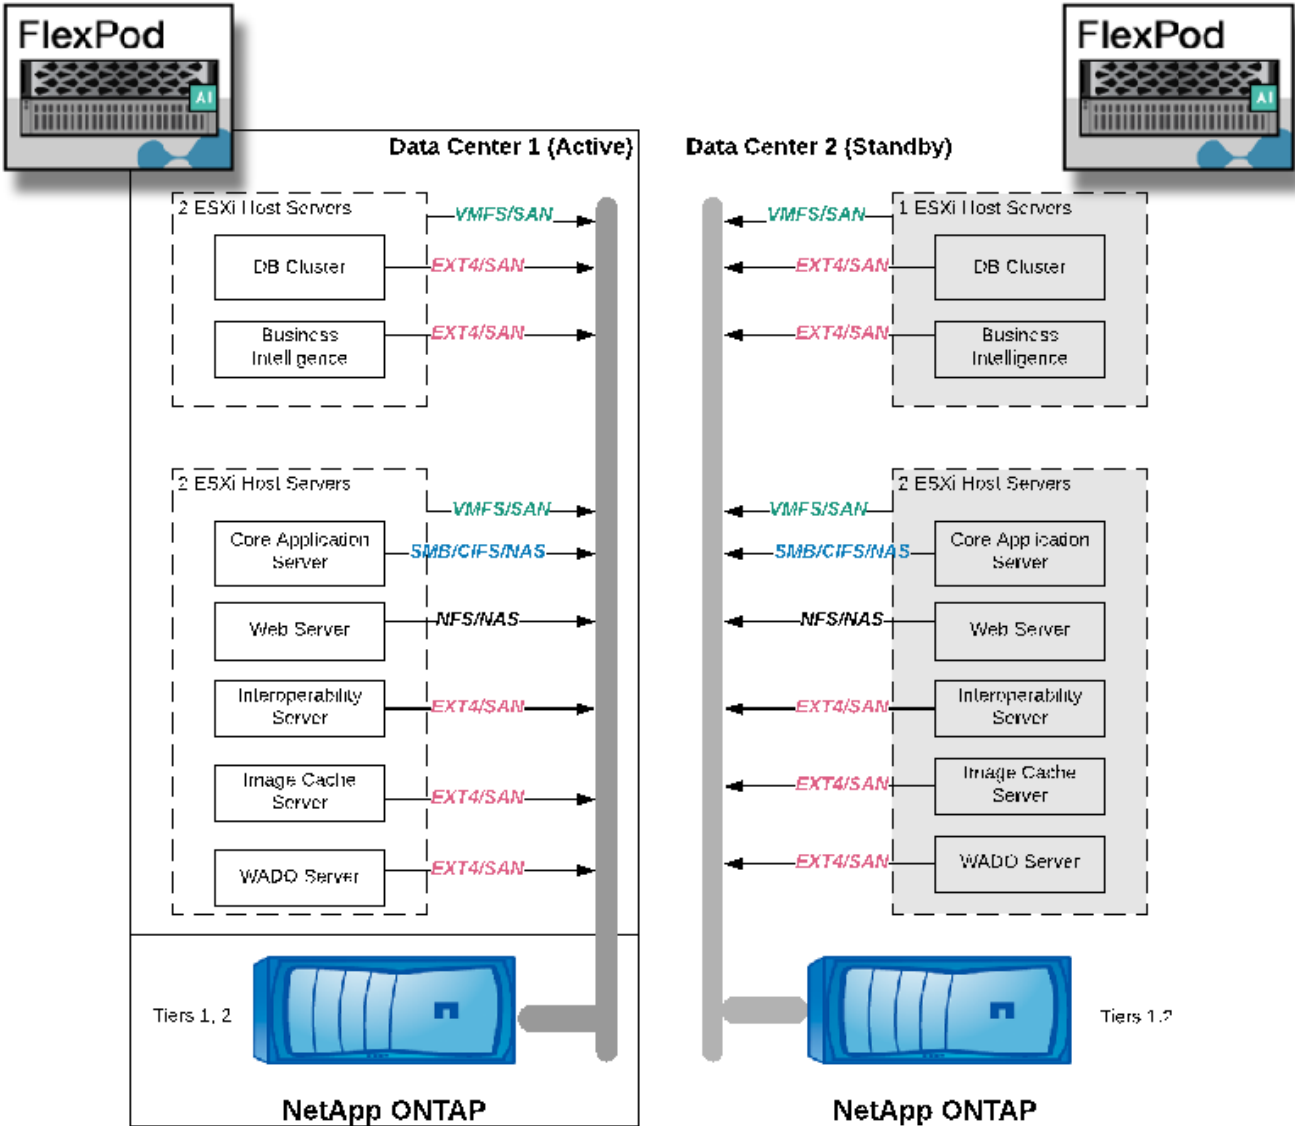 FlexPod
AI
FlexPod
AI
Data Center 1 (Active)
Data Center 2 (Standby)
2 ESXi Host Servers
VMFS/SAN
DB Cluster
EXT4/SAN
Business
Intelligence
EXT4/SAN
2 ESXi Host Servers
VMFS/SAN
Core Application
Server
SMB/CIFS/NAS
Web Server
NFS/NAS
Interoperability
Server
EXT4/SAN
Image Cache
Server
EXT4/SAN
WADO Server
EXT4/SAN
Tiers 1, 2
NetApp ONTAP
VMFS/SAN
1 ESXi Host Servers
EXT4/SAN
DB Cluster
EXT4/SAN
Business
Intelligence
VMFS/SAN
2 ESXi Host Servers
SMB/CIFS/NAS
Core Application
Server
NFS/NAS
Web Server
EXT4/SAN
Interoperability
Server
EXT4/SAN
Image Cache
Server
EXT4/SAN
WADO Server
Tiers 1,2
NetApp ONTAP